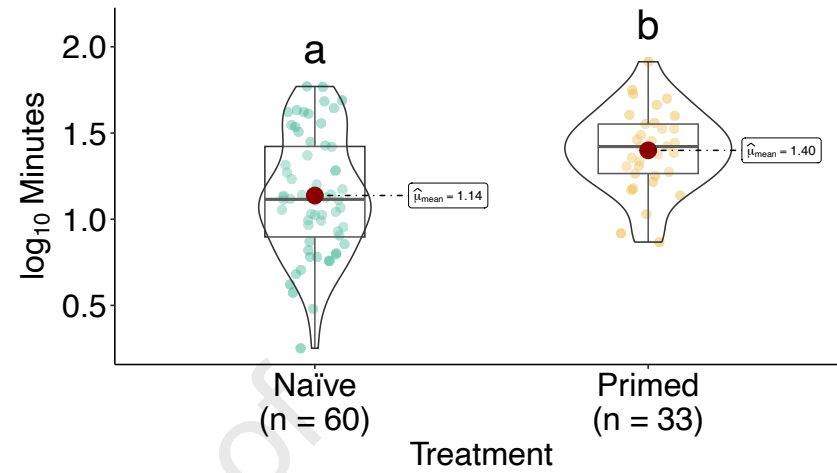 a
b
2.0
1.5
1.0
0.5
log10 Minutes
μ̂mean = 1.14
μ̂mean = 1.40
Naïve
(n = 60)
Primed
(n = 33)
Treatment
of